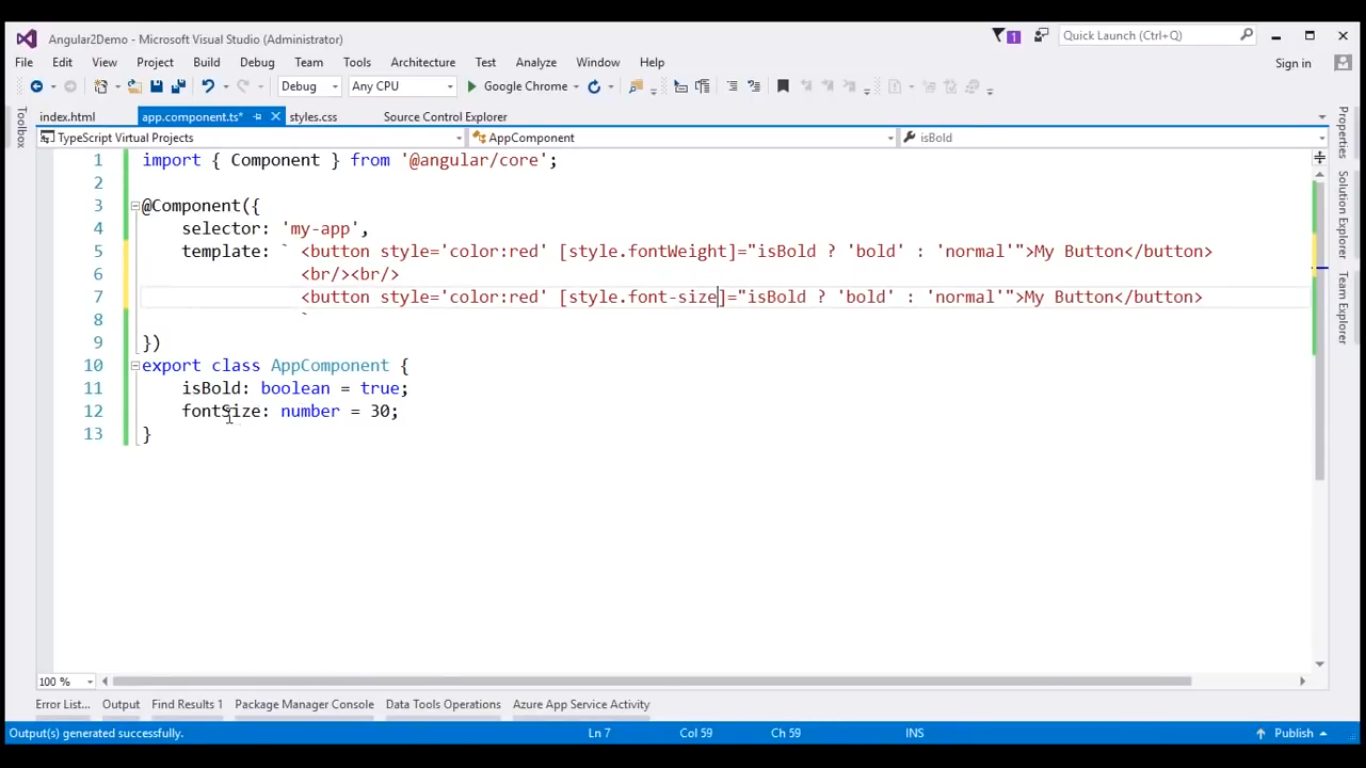 Angular2Demo - Microsoft Visual Studio (Administrator)
1
Quick Launch (Ctrl+Q)
File Edit View Project Build Debug Team Tools Architecture Test Analyze Window Help
Sign in
Debug Any CPU Google Chrome
Toolbox
index.html app.component.ts* styles.css Source Control Explorer
TypeScript Virtual Projects AppComponent isBold
1 import { Component } from '@angular/core';
2
3 @Component({
4 selector: 'my-app',
5 template: ` <button style='color:red' [style.fontWeight]="isBold ? 'bold' : 'normal'">My Button</button>
6 <br/><br/>
7 <button style='color:red' [style.font-size]="isBold ? 'bold' : 'normal'">My Button</button>
8 `
9 })
10 export class AppComponent {
11 isBold: boolean = true;
12 fontSize: number = 30;
13 }
Properties
Solution Explorer
Team Explorer
100 %
Error List... Output Find Results 1 Package Manager Console Data Tools Operations Azure App Service Activity
Output(s) generated successfully. Ln 7 Col 59 Ch 59 INS Publish